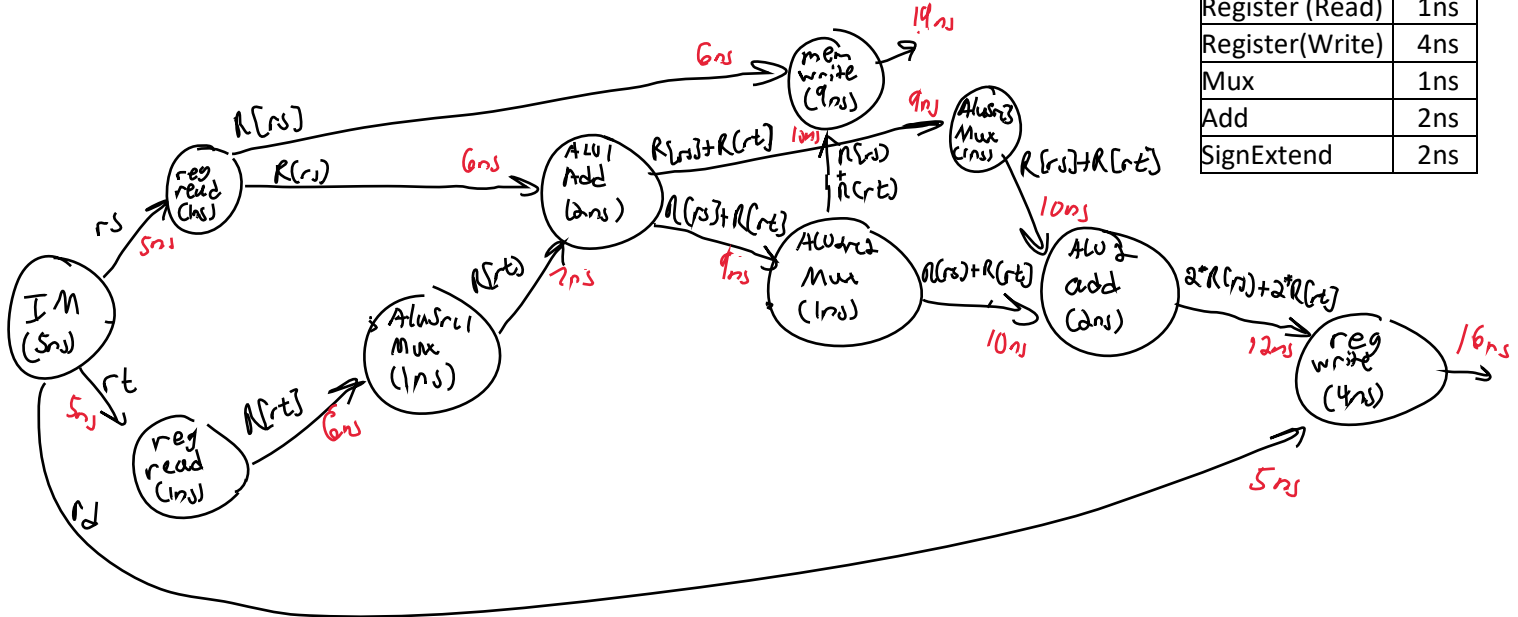 19ns
Register (Read) 1ns
Register(Write) 4ns
Mux 1ns
Add 2ns
SignExtend 2ns
6ns
mem
write
(9ns)
R[rs]
9ns
AluSrc3
Mux
(1ns)
reg
read
(1ns)
R[rs]
6ns
ALU1
Add
(2ns)
R[rs]+R[rt]
10ns
R[rs]
+
R[rt]
R[rs]+R[rt]
rs
5ns
R[rt]
7ns
R[rs]+R[rt]
9ns
ALUSrc2
Mux
(1ns)
R[rs]+R[rt]
10ns
10ns
ALU2
add
(2ns)
2*R[rs]+2*R[rt]
12ns
reg
write
(4ns)
16ns
IM
(5ns)
AluSrc1
Mux
(1ns)
rt
5ns
R[rt]
6ns
reg
read
(1ns)
rd
5ns